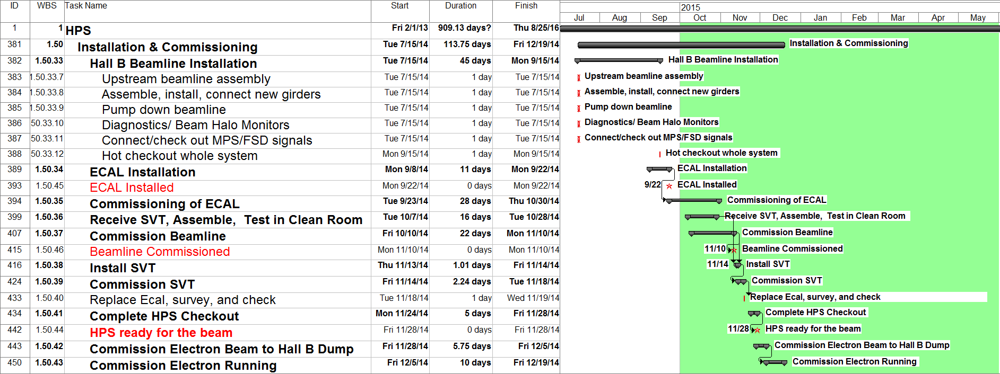 ID WBS Task Name Start Duration Finish 2015
Jul Aug Sep Oct Nov Dec Jan Feb Mar Apr May
1 1 HPS Fri 2/1/13 909.13 days? Thu 8/25/16
381 1.50 Installation & Commissioning Tue 7/15/14 113.75 days Fri 12/19/14 Installation & Commissioning
382 1.50.33 Hall B Beamline Installation Tue 7/15/14 45 days Mon 9/15/14 Hall B Beamline Installation
383 1.50.33.7 Upstream beamline assembly Tue 7/15/14 1 day Tue 7/15/14 Upstream beamline assembly
384 1.50.33.8 Assemble, install, connect new girders Tue 7/15/14 1 day Tue 7/15/14 Assemble, install, connect new girders
385 1.50.33.9 Pump down beamline Tue 7/15/14 1 day Tue 7/15/14 Pump down beamline
386 50.33.10 Diagnostics/ Beam Halo Monitors Tue 7/15/14 1 day Tue 7/15/14 Diagnostics/ Beam Halo Monitors
387 50.33.11 Connect/check out MPS/FSD signals Tue 7/15/14 1 day Tue 7/15/14 Connect/check out MPS/FSD signals
388 50.33.12 Hot checkout whole system Mon 9/15/14 1 day Mon 9/15/14 Hot checkout whole system
389 1.50.34 ECAL Installation Mon 9/8/14 11 days Mon 9/22/14 ECAL Installation
393 1.50.45 ECAL Installed Mon 9/22/14 0 days Mon 9/22/14 9/22 ECAL Installed
394 1.50.35 Commissioning of ECAL Tue 9/23/14 28 days Thu 10/30/14 Commissioning of ECAL
399 1.50.36 Receive SVT, Assemble, Test in Clean Room Tue 10/7/14 16 days Tue 10/28/14 Receive SVT, Assemble, Test in Clean Room
407 1.50.37 Commission Beamline Fri 10/10/14 22 days Mon 11/10/14 Commission Beamline
415 1.50.46 Beamline Commissioned Mon 11/10/14 0 days Mon 11/10/14 11/10 Beamline Commissioned
416 1.50.38 Install SVT Thu 11/13/14 1.01 days Fri 11/14/14 11/14 Install SVT
424 1.50.39 Commission SVT Fri 11/14/14 2.24 days Tue 11/18/14 Commission SVT
433 1.50.40 Replace Ecal, survey, and check Tue 11/18/14 1 day Wed 11/19/14 Replace Ecal, survey, and check
434 1.50.41 Complete HPS Checkout Mon 11/24/14 5 days Fri 11/28/14 Complete HPS Checkout
442 1.50.44 HPS ready for the beam Fri 11/28/14 0 days Fri 11/28/14 11/28 HPS ready for the beam
443 1.50.42 Commission Electron Beam to Hall B Dump Fri 11/28/14 5.75 days Fri 12/5/14 Commission Electron Beam to Hall B Dump
450 1.50.43 Commission Electron Running Fri 12/5/14 10 days Fri 12/19/14 Commission Electron Running